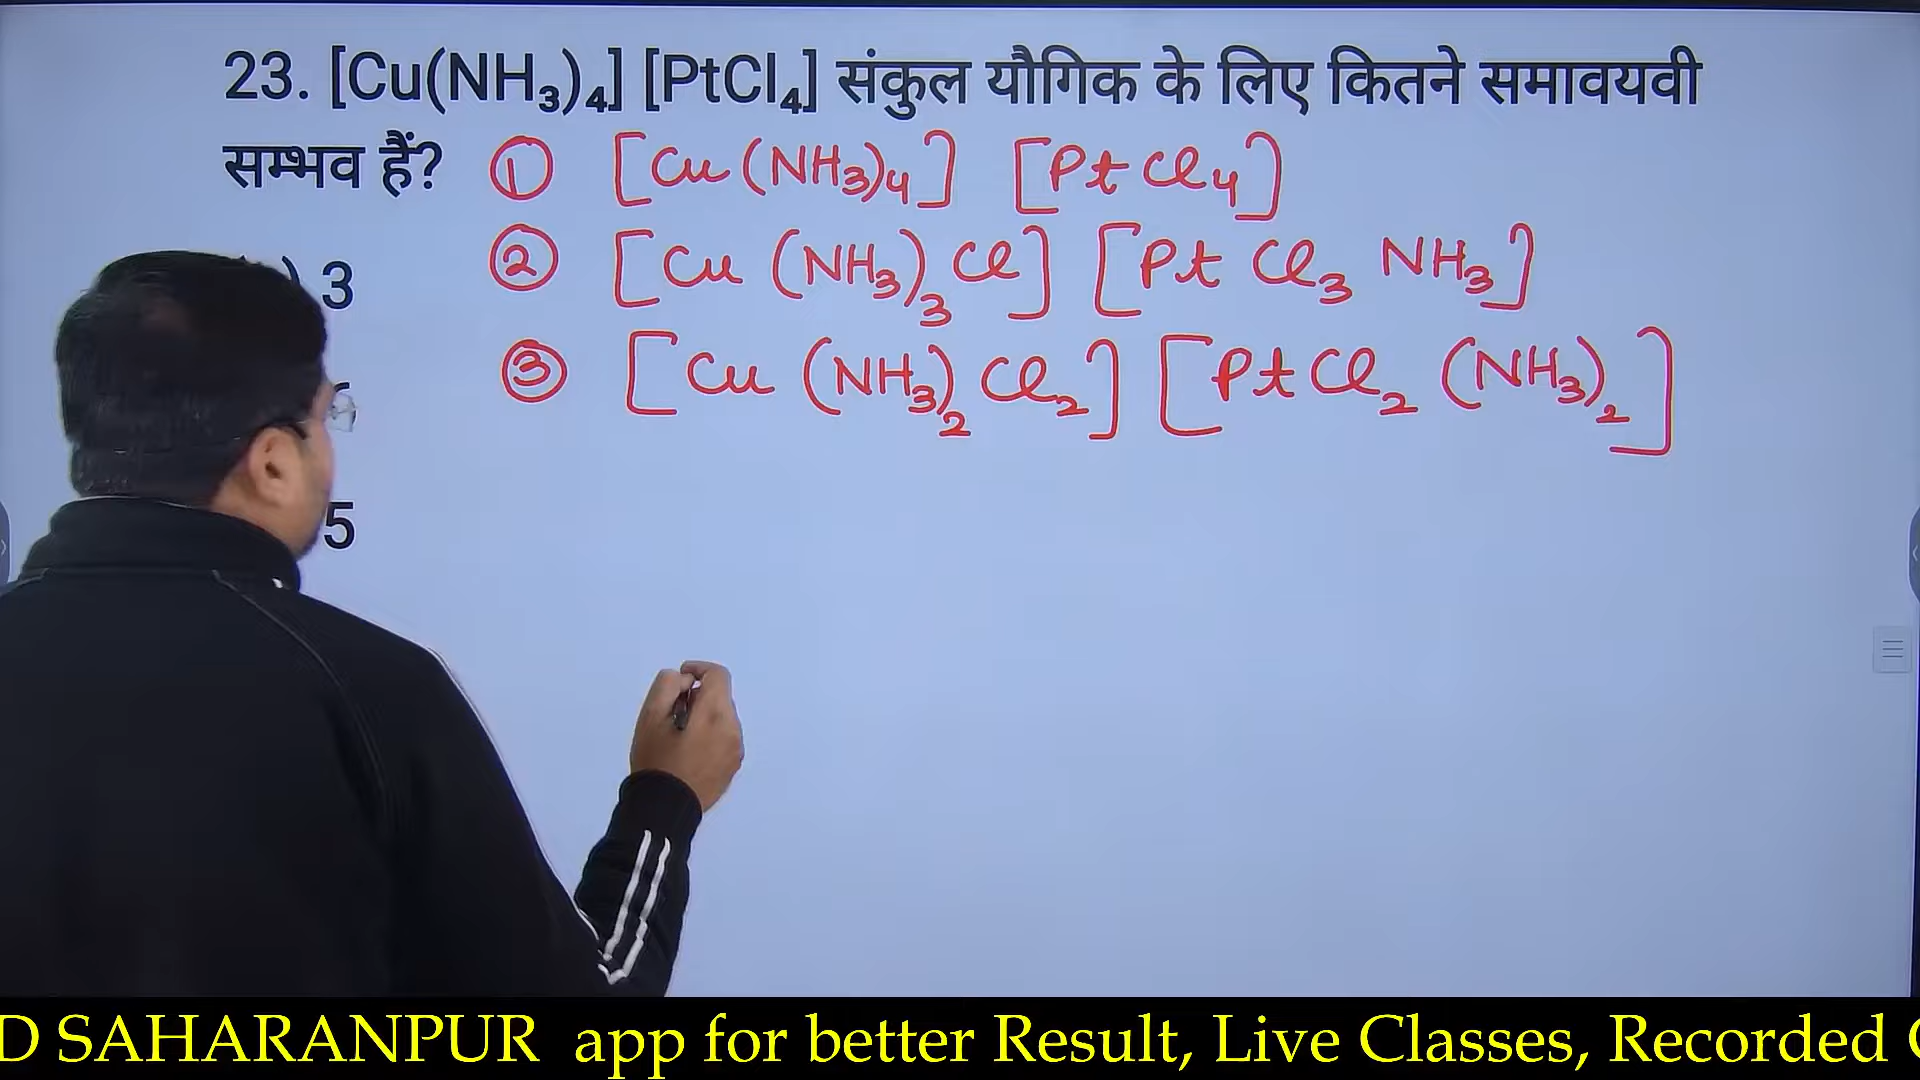 23. [Cu(NH₃)₄] [PtCl₄] संकुल यौगिक के लिए कितने समावयवी
सम्भव हैं?
① [Cu(NH₃)₄] [PtCl₄]
② [Cu(NH₃)₃Cl] [PtCl₃NH₃]
) 3
③ [Cu(NH₃)₂Cl₂] [PtCl₂(NH₃)₂]
5
D SAHARANPUR app for better Result, Live Classes, Recorded